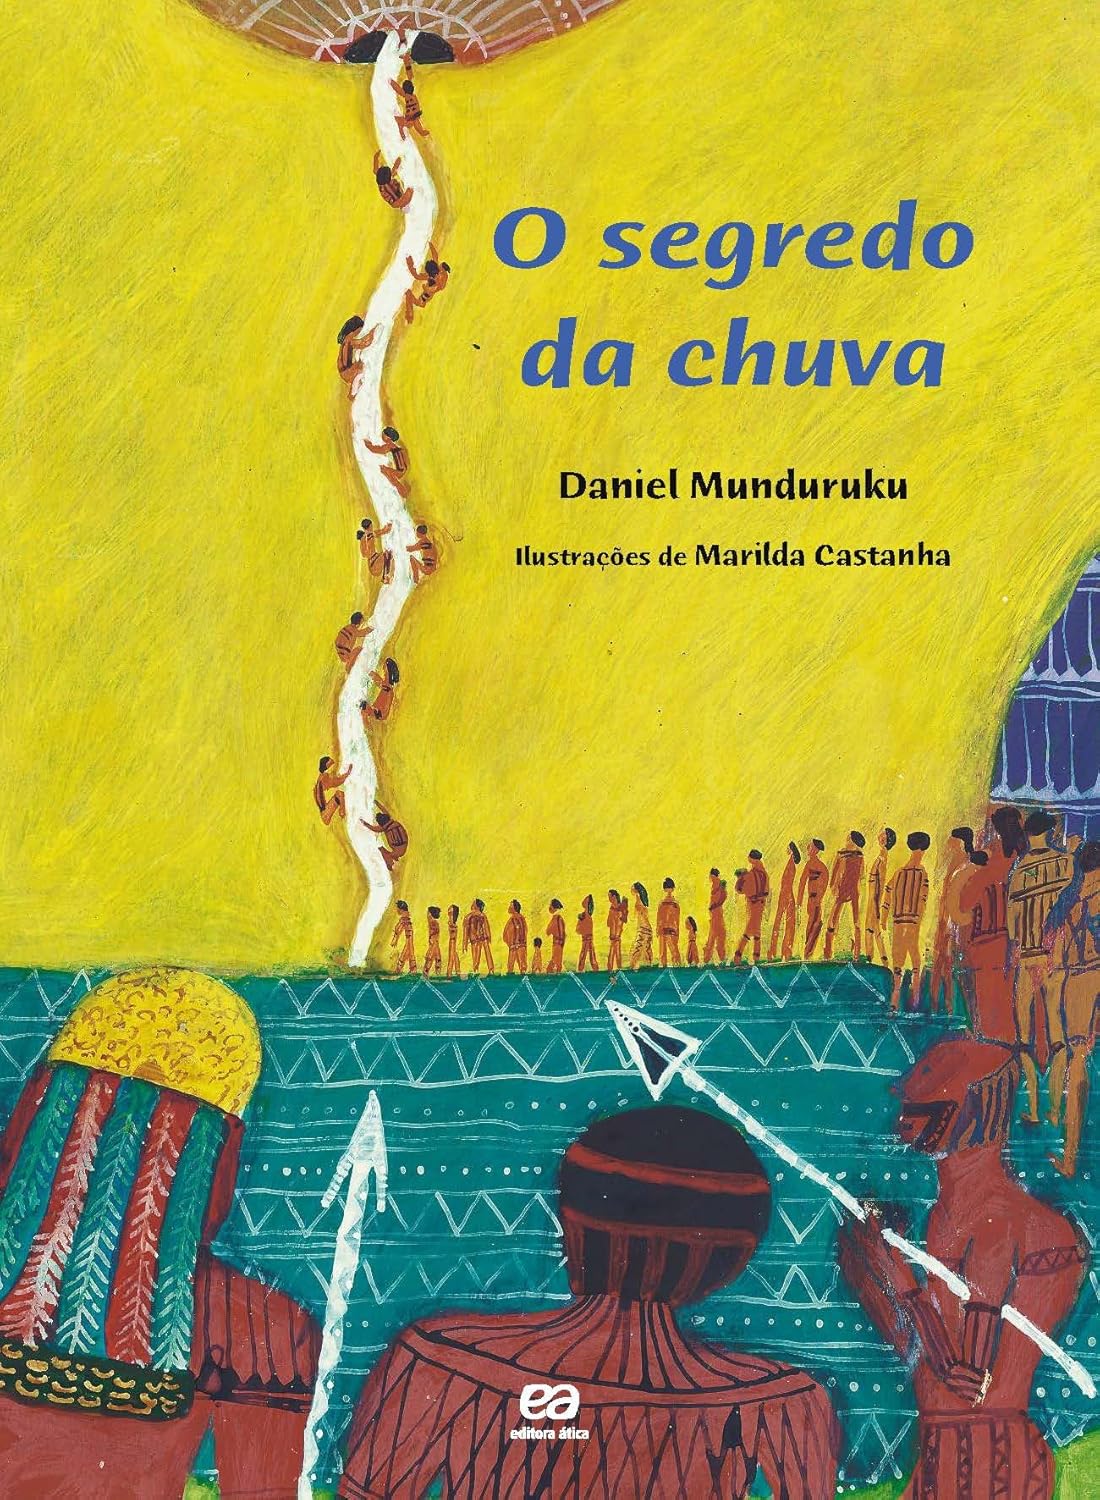 O segredo
da chuva
Daniel Munduruku
Ilustrações de Marilda Castanha
ea
editora ática